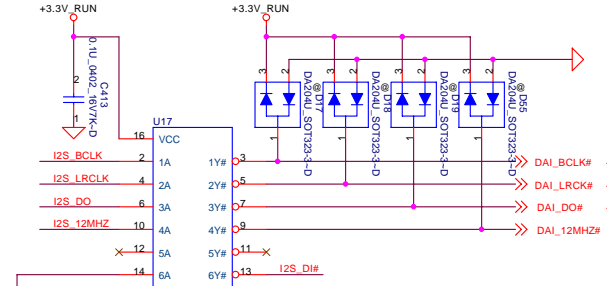 +3.3V_RUN
+3.3V_RUN
2
1
0.1U_0402_16V7K~D
C413
3
2
1
DA204U_SOT323-3~D
@D17
3
2
1
DA204U_SOT323-3~D
@D18
3
2
1
DA204U_SOT323-3~D
@D19
3
2
1
DA204U_SOT323-3~D
@D55
U17
16 VCC
I2S_BCLK 2 1A 1Y# 3 DAI_BCLK#
I2S_LRCLK 4 2A 2Y# 5 DAI_LRCK#
I2S_DO 6 3A 3Y# 7 DAI_DO#
I2S_12MHZ 10 4A 4Y# 9 DAI_12MHZ#
12 5A 5Y# 11
14 6A 6Y# 13 I2S_DI#